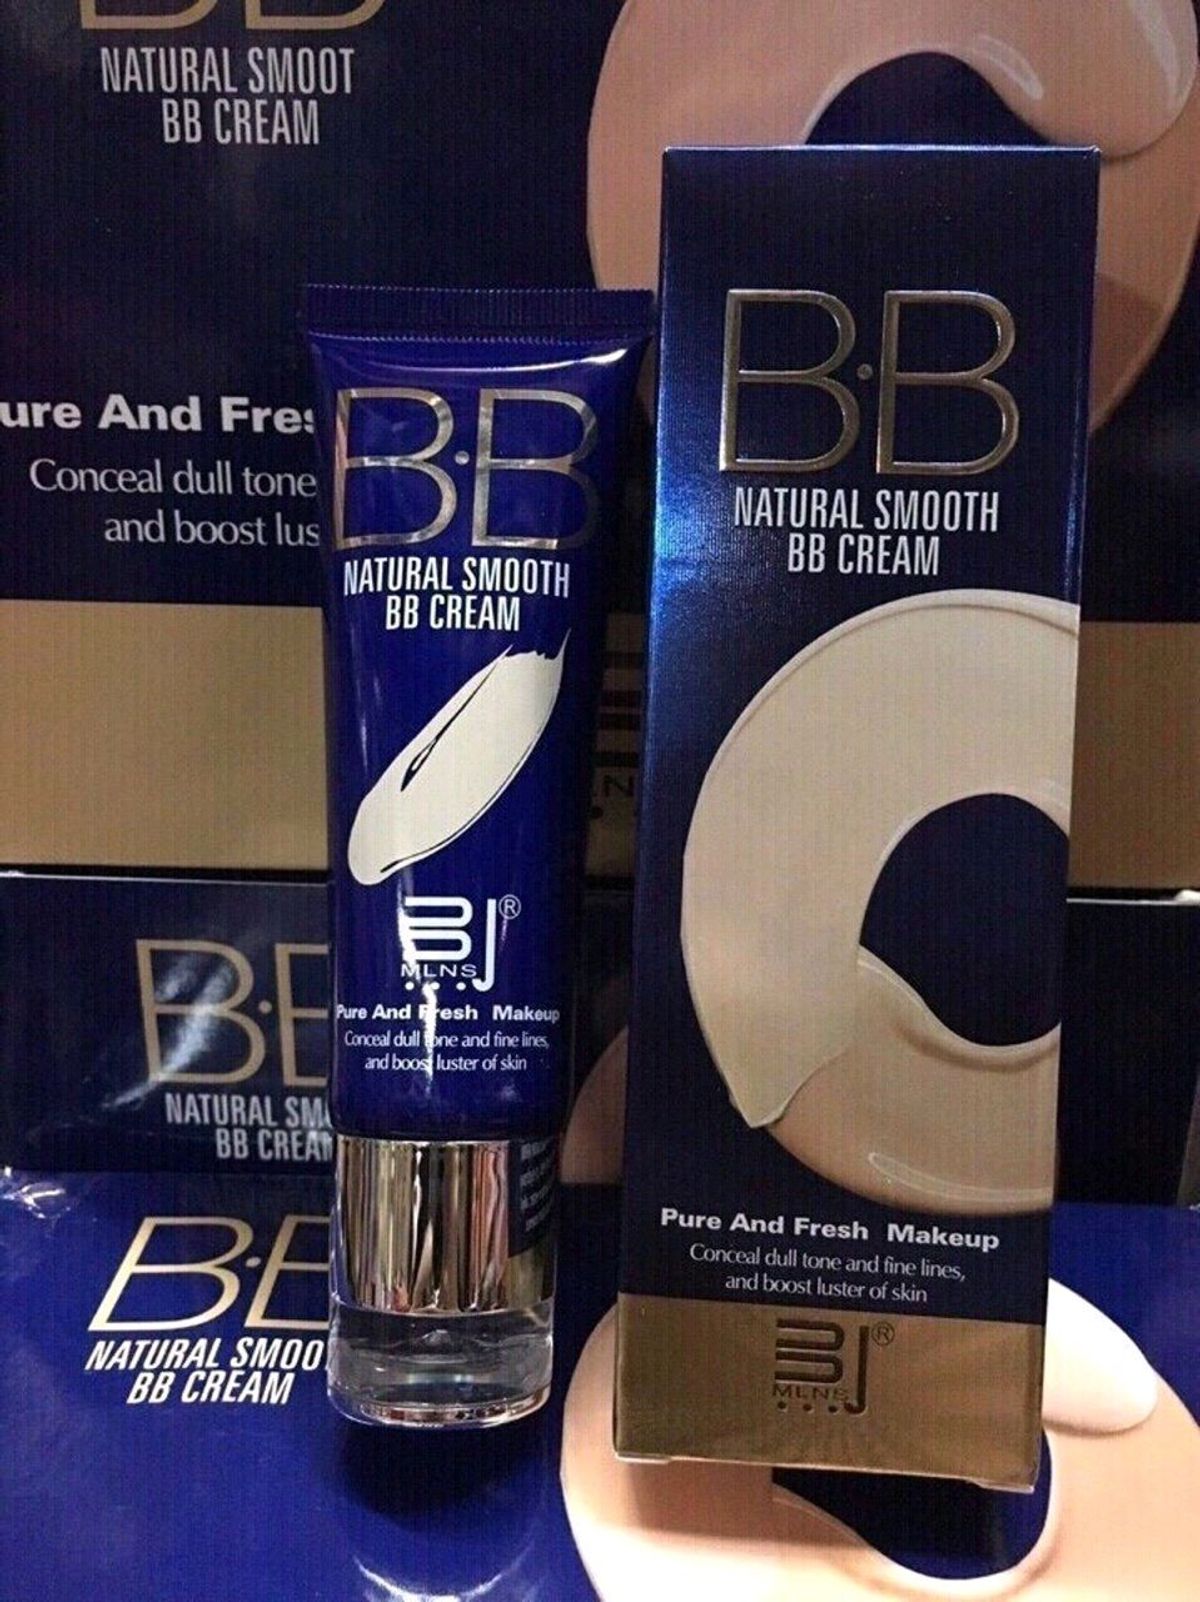 BB
NATURAL SMOOT
BB CREAM
ure And Fres
Conceal dull tone
and boost lus
B·B
NATURAL SMOOTH
BB CREAM
BJ®
MLNS
Pure And Fresh Makeup
Conceal dull tone and fine lines,
and boost luster of skin
B·B
NATURAL SMOOTH
BB CREAM
Pure And Fresh Makeup
Conceal dull tone and fine lines,
and boost luster of skin
BJ®
MLNS
B·B
NATURAL SM
BB CREAM
B·B
NATURAL SMOO
BB CREAM